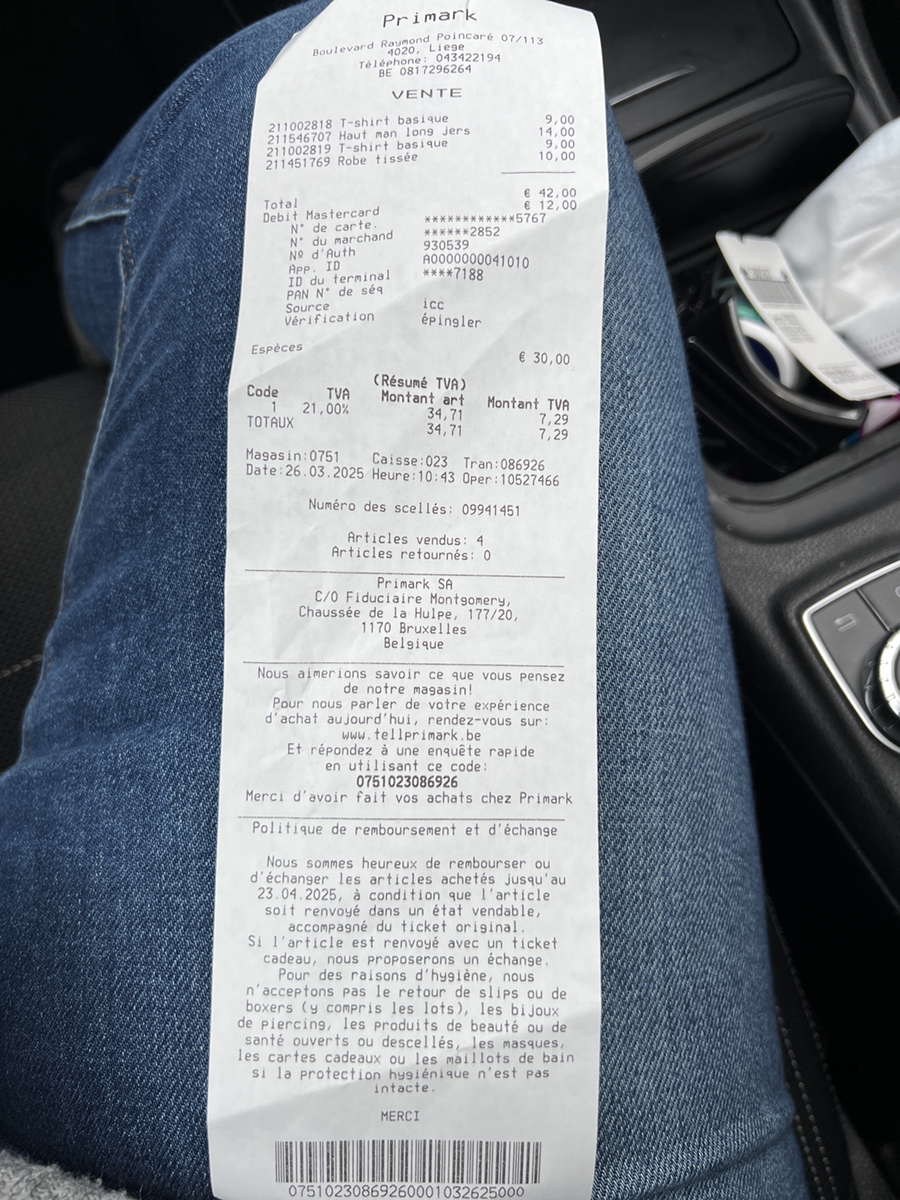 Primark
Boulevard Raymond Poincaré 07/113
4020, Liege
Téléphone: 043422194
BE 0817296264
VENTE
211002818 T-shirt basique 9,00
211546707 Haut man long jers 14,00
211002819 T-shirt basique 9,00
211451769 Robe tissée 10,00
Total € 42,00
Debit Mastercard € 12,00
N° de carte. ************5767
N° du marchand ******2852
Nº d'Auth 930539
App. ID A0000000041010
ID du terminal ****7188
PAN N° de séq
Source icc
Vérification épingler
Espèces € 30,00
(Résumé TVA)
Code TVA Montant art Montant TVA
1 21,00% 34,71 7,29
TOTAUX 34,71 7,29
Magasin:0751 Caisse:023 Tran:086926
Date:26.03.2025 Heure:10:43 Oper:10527466
Numéro des scellés: 09941451
Articles vendus: 4
Articles retournés: 0
Primark SA
C/O Fiduciaire Montgomery,
Chaussée de la Hulpe, 177/20,
1170 Bruxelles
Belgique
Nous aimerions savoir ce que vous pensez
de notre magasin!
Pour nous parler de votre expérience
d'achat aujourd'hui, rendez-vous sur:
www.tellprimark.be
Et répondez à une enquête rapide
en utilisant ce code:
0751023086926
Merci d'avoir fait vos achats chez Primark
Politique de remboursement et d'échange
Nous sommes heureux de rembourser ou
d'échanger les articles achetés jusqu'au
23.04.2025, à condition que l'article
soit renvoyé dans un état vendable,
accompagné du ticket original.
Si l'article est renvoyé avec un ticket
cadeau, nous proposerons un échange.
Pour des raisons d'hygiène, nous
n'acceptons pas le retour de slips ou de
boxers (y compris les lots), les bijoux
de piercing, les produits de beauté ou de
santé ouverts ou descellés, les masques,
les cartes cadeaux ou les maillots de bain
si la protection hygiénique n'est pas
intacte.
MERCI
07510230869260001032625000